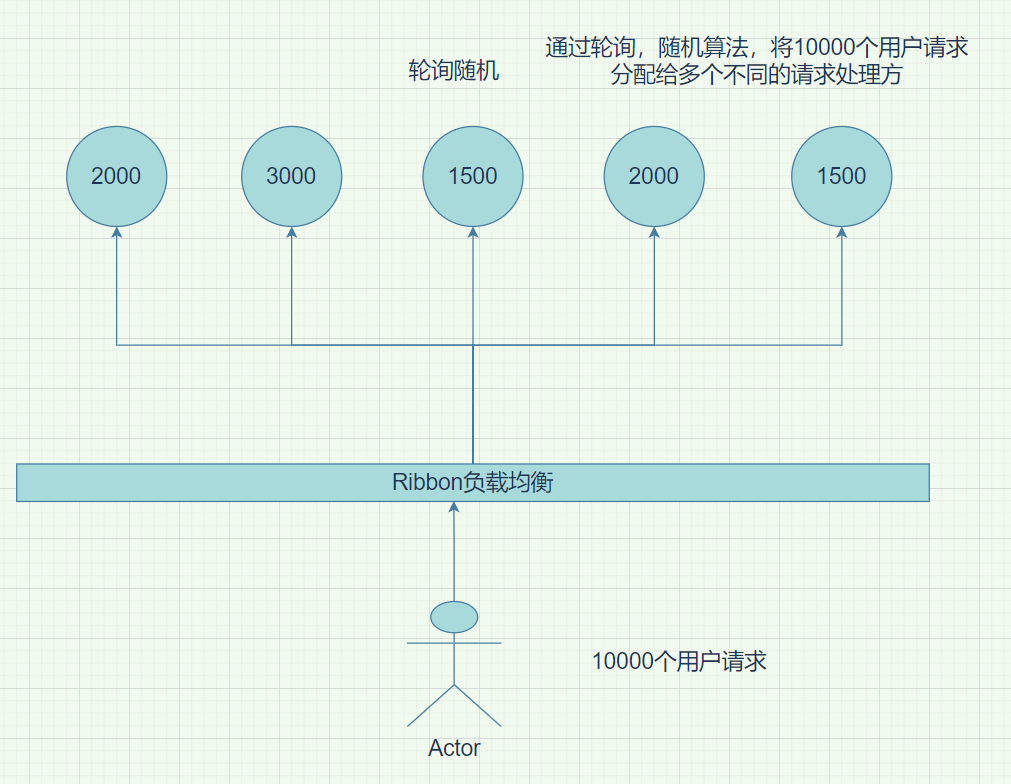 通过轮询，随机算法，将10000个用户请求
分配给多个不同的请求处理方
轮询随机
2000
3000
1500
2000
1500
Ribbon负载均衡
10000个用户请求
Actor